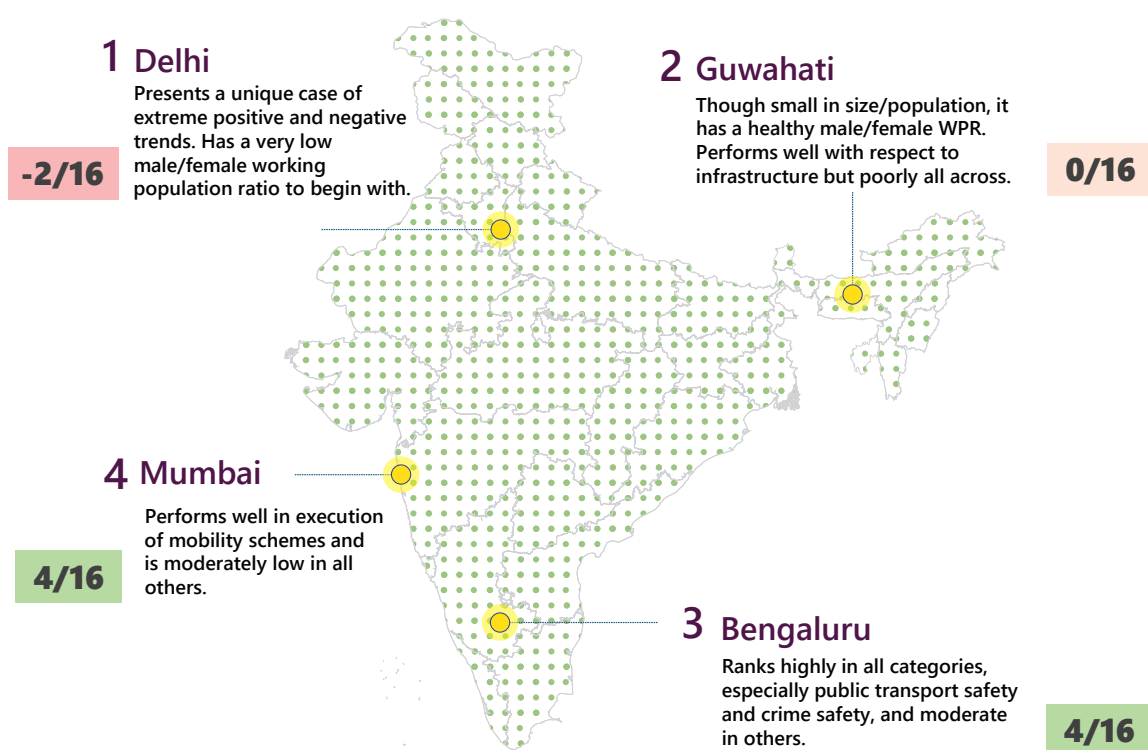 1 Delhi
Presents a unique case of
extreme positive and negative
trends. Has a very low
male/female working
population ratio to begin with.
-2/16
2 Guwahati
Though small in size/population, it
has a healthy male/female WPR.
Performs well with respect to
infrastructure but poorly all across.
0/16
4 Mumbai
Performs well in execution
of mobility schemes and
is moderately low in all
others.
4/16
3 Bengaluru
Ranks highly in all categories,
especially public transport safety
and crime safety, and moderate
in others.
4/16